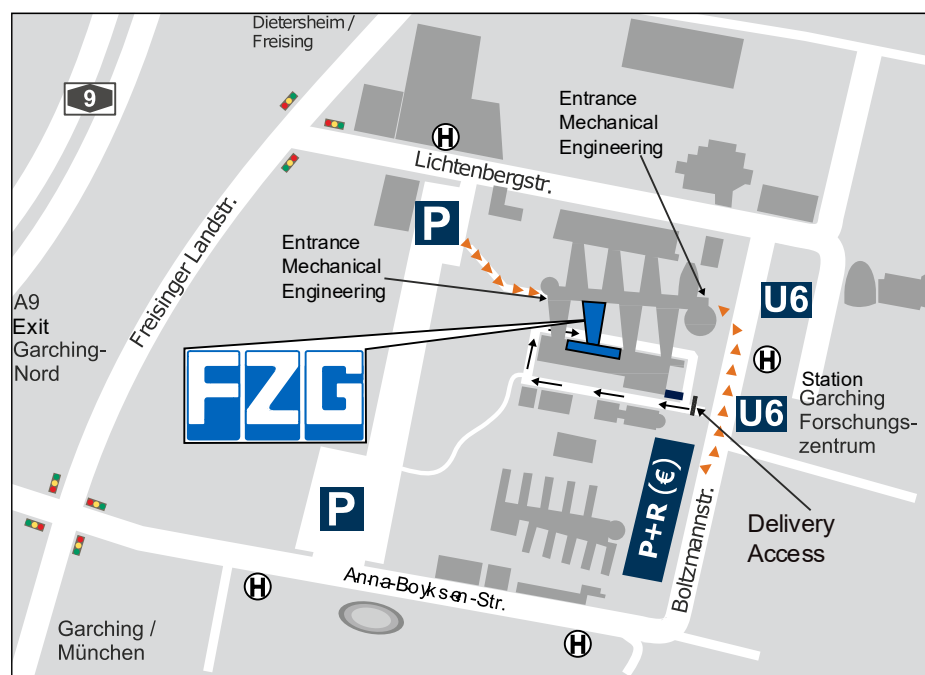 Dietersheim /
Freising
9
Entrance
Mechanical
Engineering
H
Lichtenbergstr.
P
Entrance
Mechanical
Engineering
Freisinger Landstr.
A9
Exit
Garching-
Nord
U6
H
FZG
Station
Garching
Forschungs-
zentrum
U6
P+R (€)
P
Boltzmannstr.
Delivery
Access
Anna-Boyksen-Str.
H
Garching /
München
H